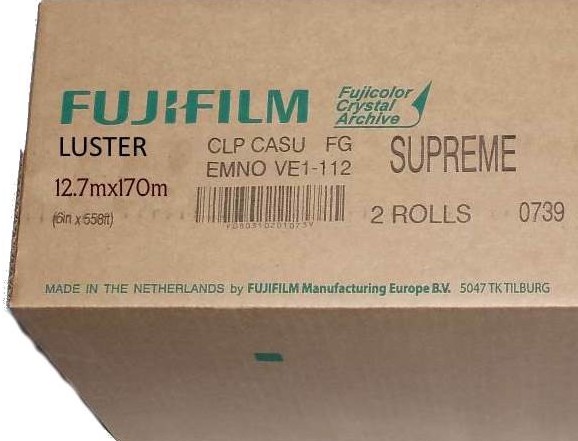 FUJIFILM
Fujicolor
Crystal
Archive
LUSTER
CLP CASU FG
EMNO VE1-112
SUPREME
12.7mx170m
(6in x 558ft)
2 ROLLS 0739
MADE IN THE NETHERLANDS by FUJIFILM Manufacturing Europe B.V. 5047 TK TILBURG